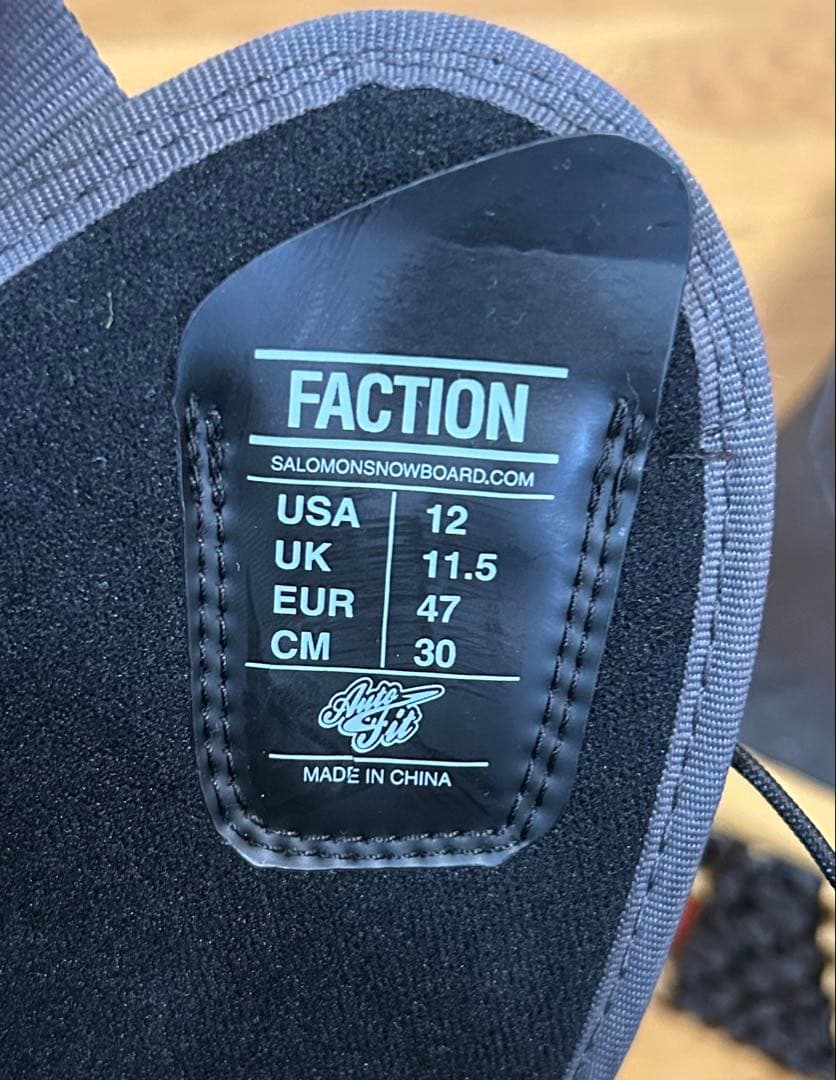 FACTION
SALOMONSNOWBOARD.COM
USA 12
UK 11.5
EUR 47
CM 30
Auto
Fit
MADE IN CHINA